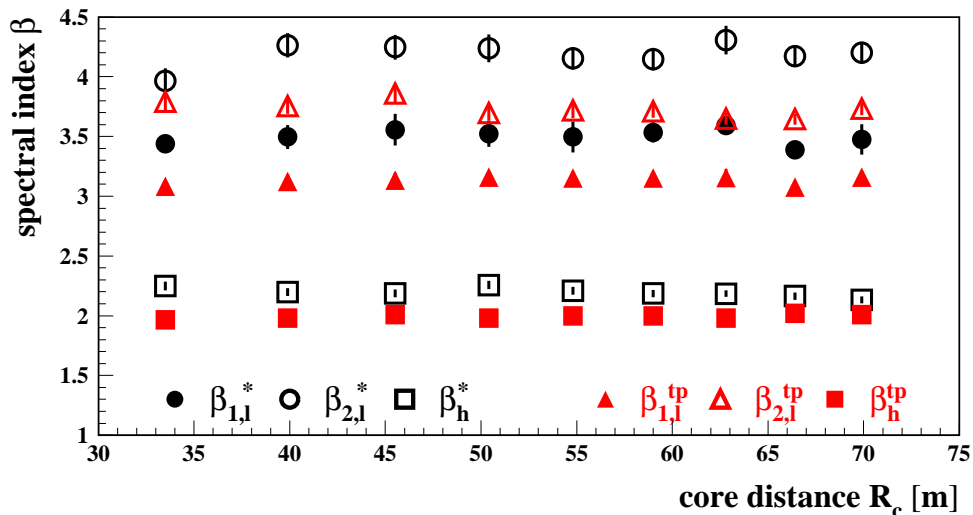 spectral index β
4.5
4
3.5
3
2.5
2
1.5
1
β1,l* β2,l* βh* β1,ltp β2,ltp βhtp
30 35 40 45 50 55 60 65 70 75
core distance Rc [m]